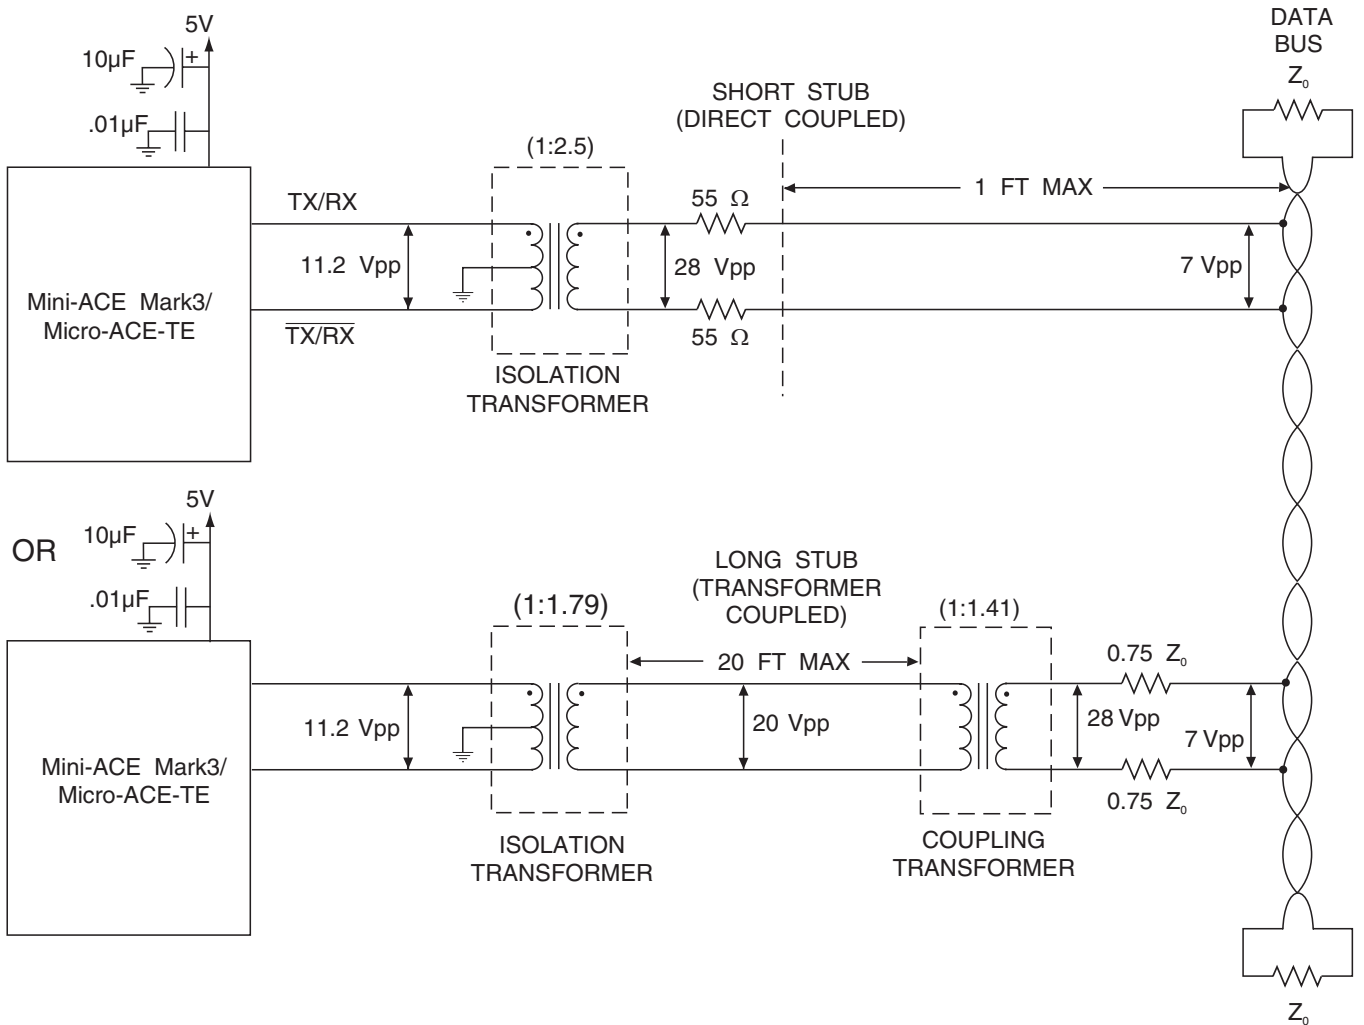 DATA
BUS
Z₀
5V
10µF
+
.01µF
SHORT STUB
(DIRECT COUPLED)
(1:2.5)
1 FT MAX
TX/RX
55 Ω
11.2 Vpp
28 Vpp
7 Vpp
Mini-ACE Mark3/
Micro-ACE-TE
T̅X̅/̅R̅X̅
55 Ω
ISOLATION
TRANSFORMER
OR
5V
10µF
+
.01µF
LONG STUB
(TRANSFORMER
COUPLED)
(1:1.79)
(1:1.41)
20 FT MAX
0.75 Z₀
11.2 Vpp
20 Vpp
28 Vpp
7 Vpp
Mini-ACE Mark3/
Micro-ACE-TE
0.75 Z₀
ISOLATION
TRANSFORMER
COUPLING
TRANSFORMER
Z₀